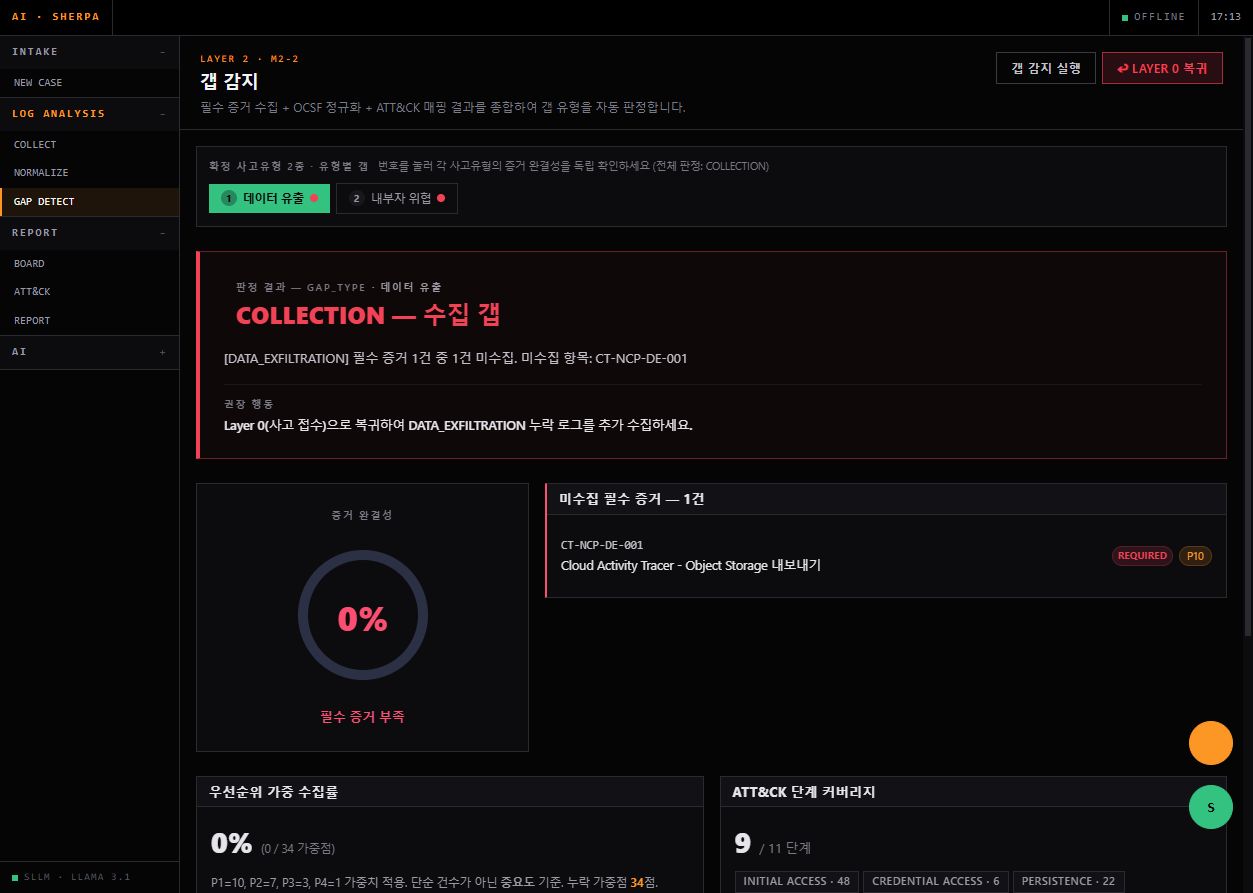 AI · SHERPA
OFFLINE
17:13
INTAKE −
NEW CASE
LOG ANALYSIS −
COLLECT
NORMALIZE
GAP DETECT
REPORT −
BOARD
ATT&CK
REPORT
AI +
SLLM · LLAMA 3.1
LAYER 2 · M2-2
갭 감지
필수 증거 수집 + OCSF 정규화 + ATT&CK 매핑 결과를 종합하여 갭 유형을 자동 판정합니다.
갭 감지 실행
↩ LAYER 0 복귀
확정 사고유형 2종 · 유형별 갭 번호를 눌러 각 사고유형의 증거 완결성을 독립 확인하세요 (전체 판정: COLLECTION)
1 데이터 유출
2 내부자 위협
판정 결과 — GAP_TYPE · 데이터 유출
COLLECTION — 수집 갭
[DATA_EXFILTRATION] 필수 증거 1건 중 1건 미수집. 미수집 항목: CT-NCP-DE-001
권장 행동
Layer 0(사고 접수)으로 복귀하여 DATA_EXFILTRATION 누락 로그를 추가 수집하세요.
증거 완결성
0%
필수 증거 부족
미수집 필수 증거 — 1건
CT-NCP-DE-001
Cloud Activity Tracer - Object Storage 내보내기
REQUIRED
P10
우선순위 가중 수집률
0% (0 / 34 가중점)
P1=10, P2=7, P3=3, P4=1 가중치 적용. 단순 건수가 아닌 중요도 기준. 누락 가중점 34점.
ATT&CK 단계 커버리지
9 / 11 단계
INITIAL ACCESS · 48
CREDENTIAL ACCESS · 6
PERSISTENCE · 22
S